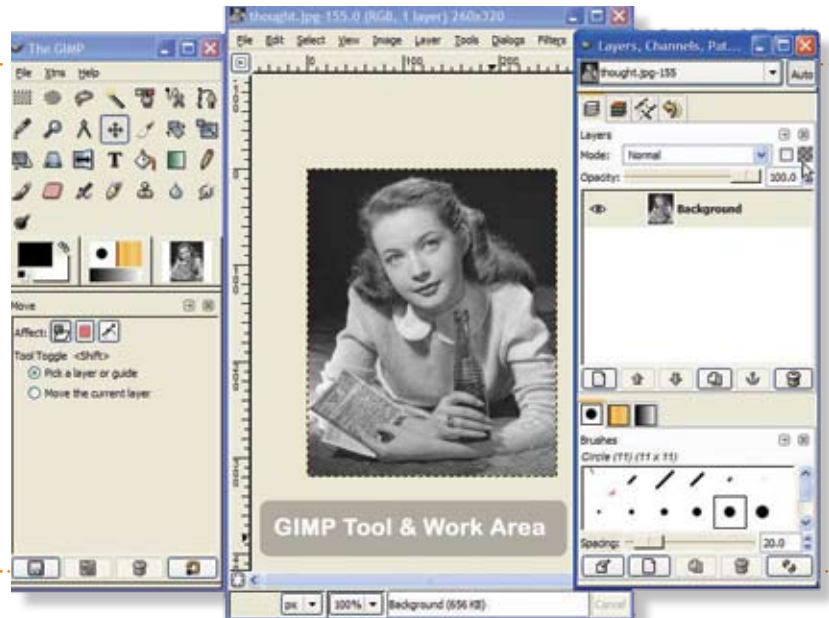 The GIMP
File Xtns Help
Move
Affect:
Tool Toggle <Shift>
Pick a layer or guide
Move the current layer
thought.jpg-155.0 (RGB, 1 layer) 260x320
File Edit Select View Image Layer Tools Dialogs Filters
0 100 200
GIMP Tool & Work Area
px 100% Background (656 KB) Cancel
Layers, Channels, Pat...
thought.jpg-155 Auto
Layers
Mode: Normal
Opacity: 100.0
Background
Brushes
Circle (11) (11 x 11)
Spacing: 20.0